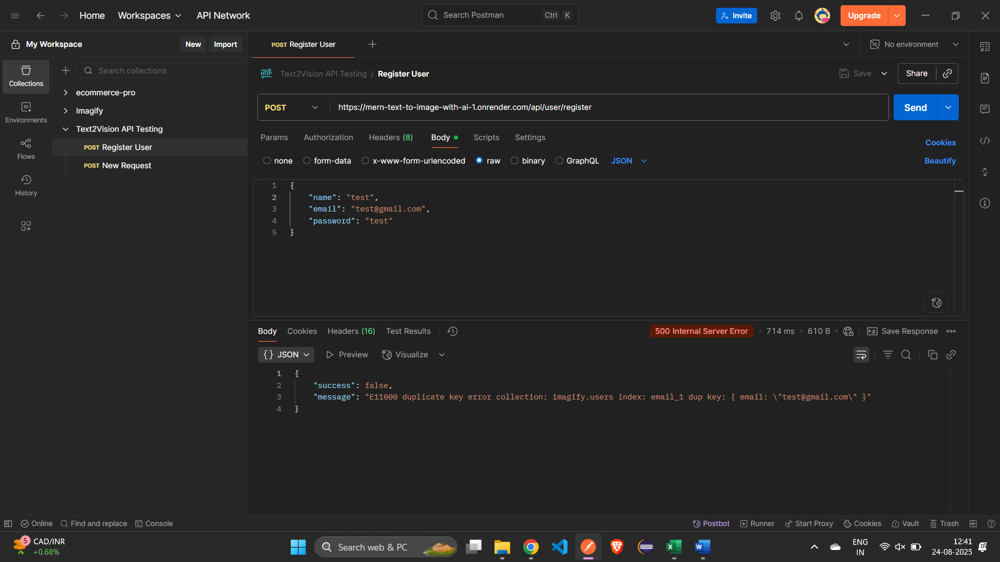 Home Workspaces API Network Search Postman Ctrl K Invite Upgrade
My Workspace New Import POST Register User No environment
Collections
Environments
Flows
History
Search collections
ecommerce-pro
Imagify
Text2Vision API Testing
POST Register User
POST New Request
HTTP Text2Vision API Testing / Register User Save Share
POST https://mern-text-to-image-with-ai-1.onrender.com/api/user/register Send
Params Authorization Headers (8) Body Scripts Settings Cookies
none form-data x-www-form-urlencoded raw binary GraphQL JSON Beautify
1 {
2 "name": "test",
3 "email": "test@gmail.com",
4 "password": "test"
5 }
Body Cookies Headers (16) Test Results 500 Internal Server Error 714 ms 610 B e.g. Save Response
{} JSON Preview Visualize
1 {
2 "success": false,
3 "message": "E11000 duplicate key error collection: imagify.users index: email_1 dup key: { email: \"test@gmail.com\" }"
4 }
Online Find and replace Console Postbot Runner Start Proxy Cookies Vault Trash
5 CAD/INR
+0.68%
Search web & PC
ENG
IN
12:41
24-08-2025